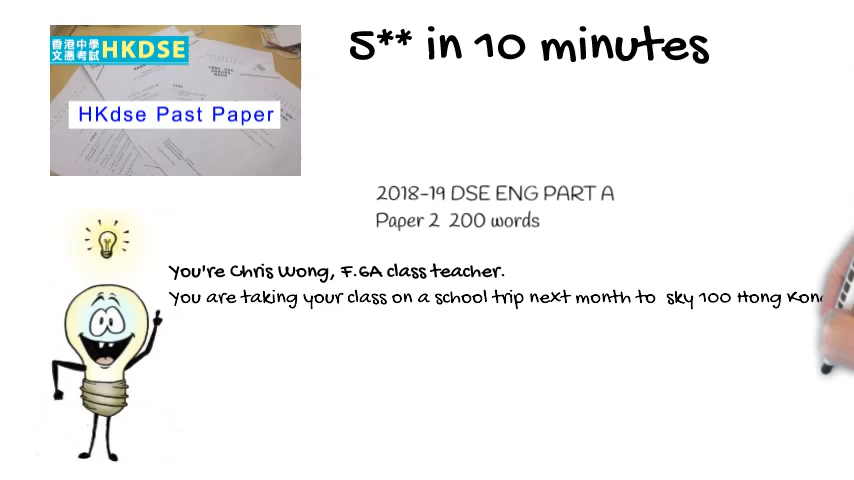 5** in 10 minutes
香港中學
文憑考試 HKDSE
HKdse Past Paper
2018-19 DSE ENG PART A
Paper 2 200 words
You're Chris Wong, F.6A class teacher.
You are taking your class on a school trip next month to sky 100 Hong Kong